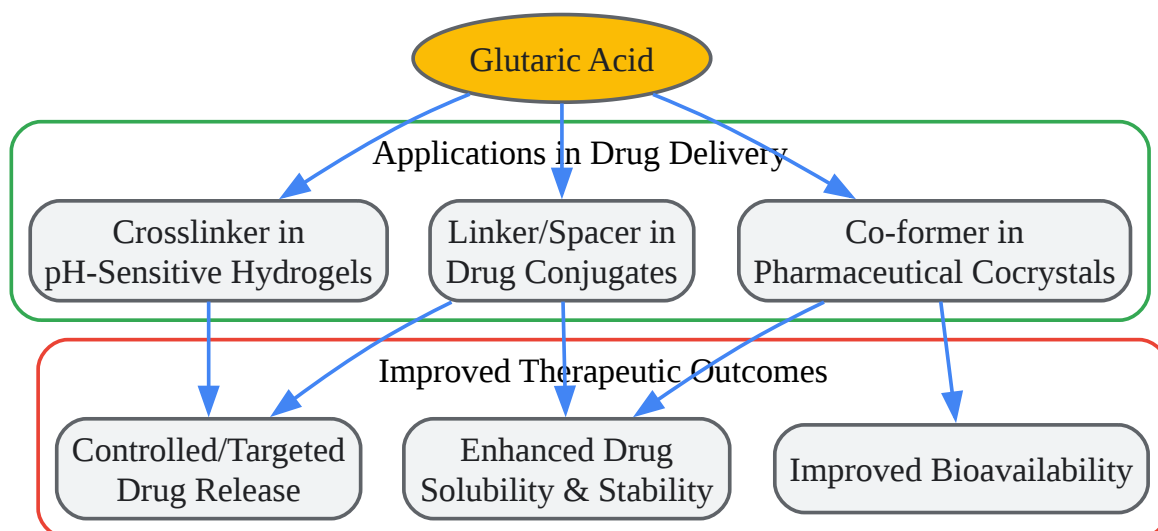 Glutaric Acid
Applications in Drug Delivery
Crosslinker in
pH-Sensitive Hydrogels
Linker/Spacer in
Drug Conjugates
Co-former in
Pharmaceutical Cocrystals
Improved Therapeutic Outcomes
Controlled/Targeted
Drug Release
Enhanced Drug
Solubility & Stability
Improved Bioavailability